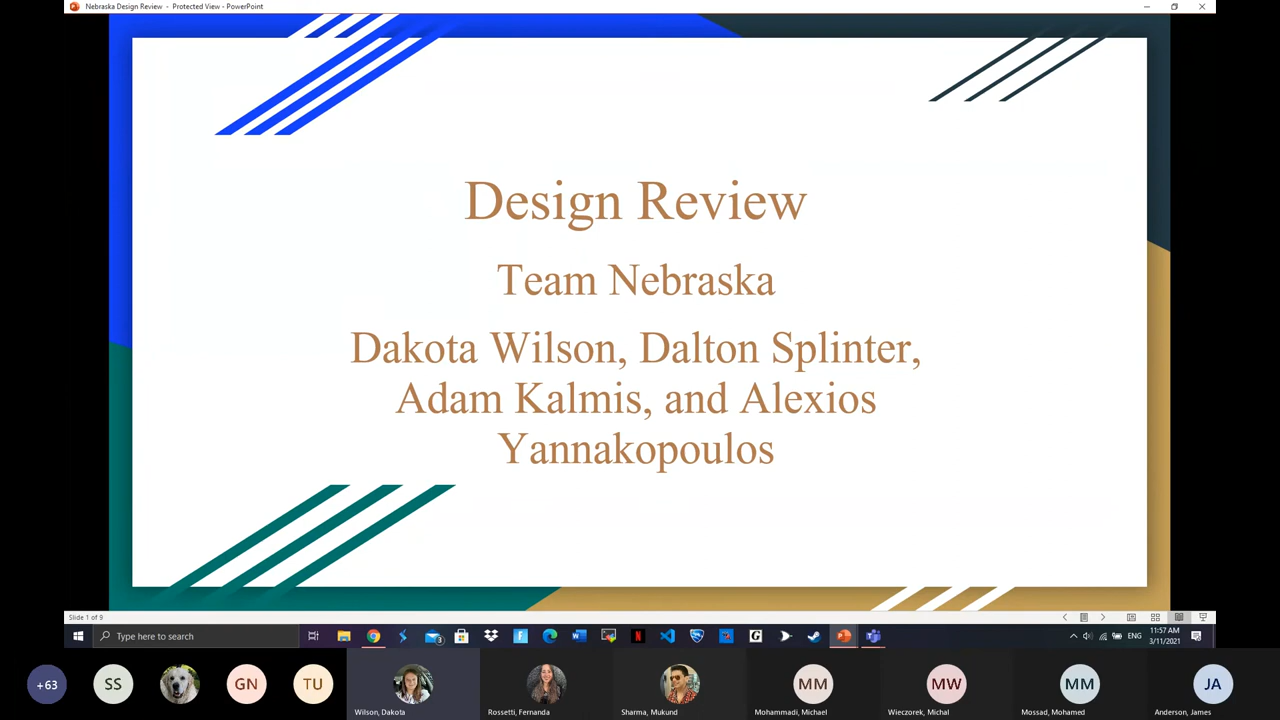 Nebraska Design Review - Protected View - PowerPoint
Design Review
Team Nebraska
Dakota Wilson, Dalton Splinter,
Adam Kalmis, and Alexios
Yannakopoulos
Slide 1 of 9
Type here to search
3
N
G
ENG
11:57 AM
3/11/2021
+63
SS
GN
TU
MM
MW
MM
JA
Wilson, Dakota
Rossetti, Fernanda
Sharma, Mukund
Mohammadi, Michael
Wieczorek, Michal
Mossad, Mohamed
Anderson, James